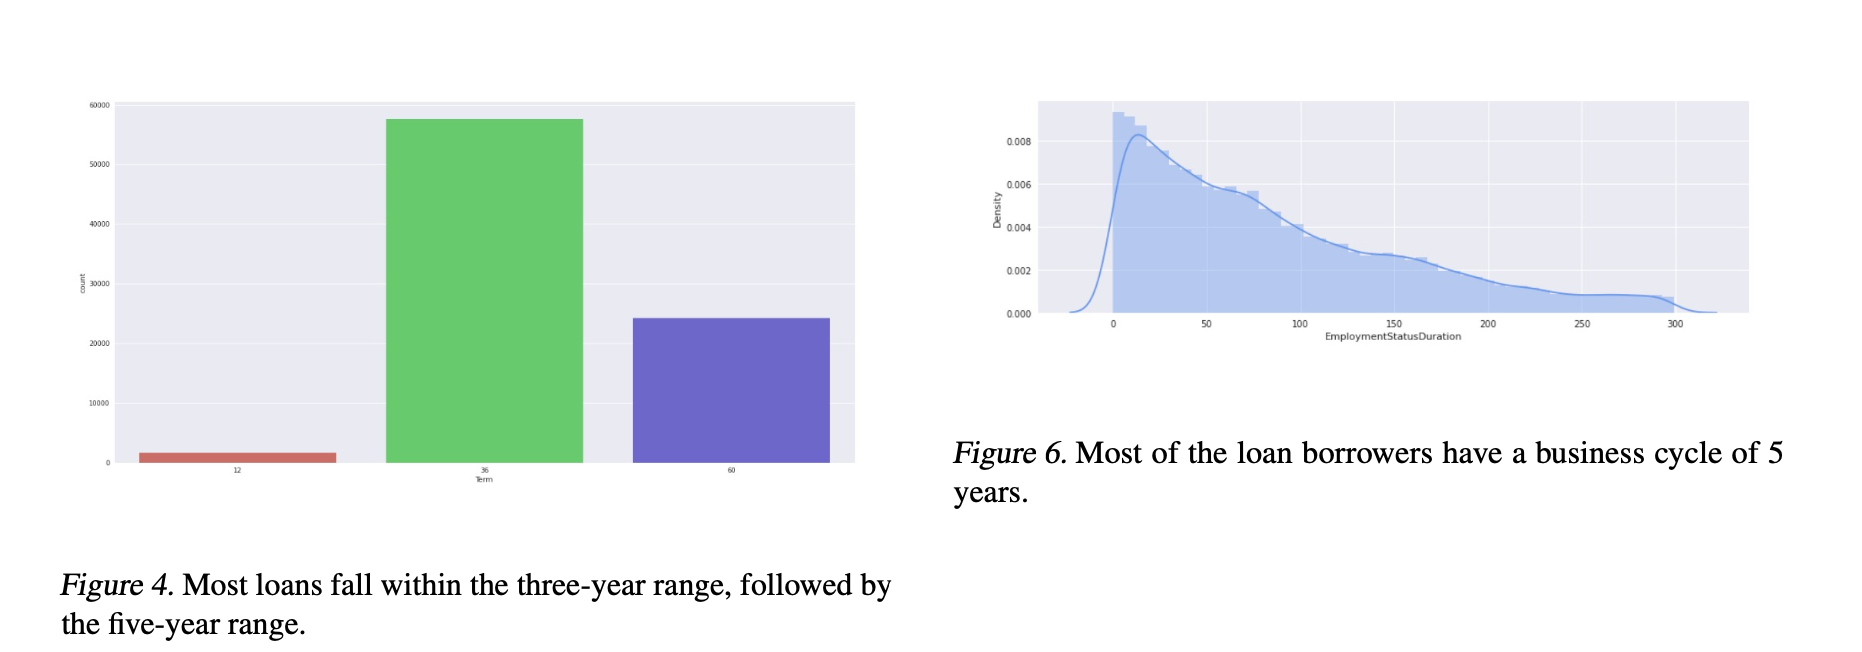 60000
50000
40000
30000
20000
10000
0
count
12 36 60
Term
Figure 4. Most loans fall within the three-year range, followed by
the five-year range.
0.008
0.006
0.004
0.002
0.000
Density
0 50 100 150 200 250 300
EmploymentStatusDuration
Figure 6. Most of the loan borrowers have a business cycle of 5
years.